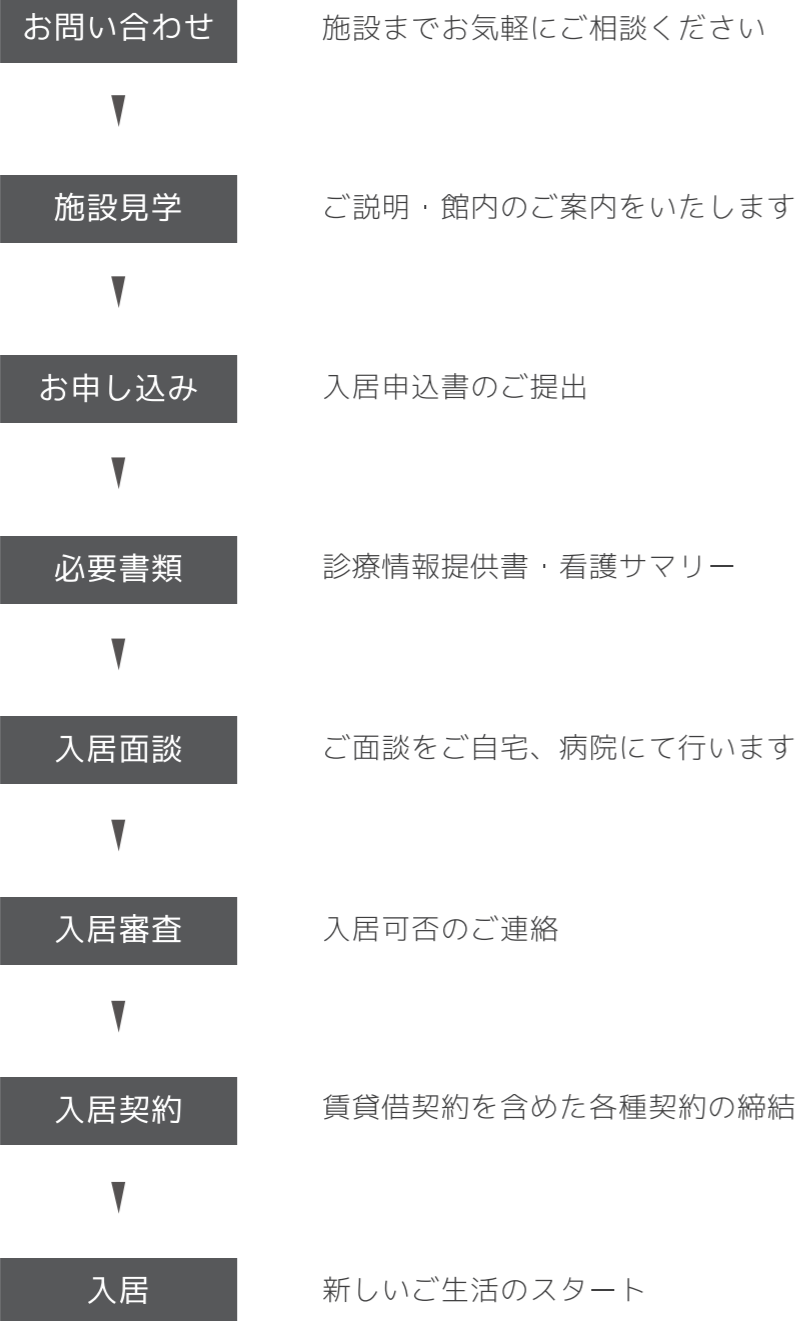 お問い合わせ
施設までお気軽にご相談ください
施設見学
ご説明・館内のご案内をいたします
お申し込み
入居申込書のご提出
必要書類
診療情報提供書・看護サマリー
入居面談
ご面談をご自宅、病院にて行います
入居審査
入居可否のご連絡
入居契約
賃貸借契約を含めた各種契約の締結
入居
新しいご生活のスタート